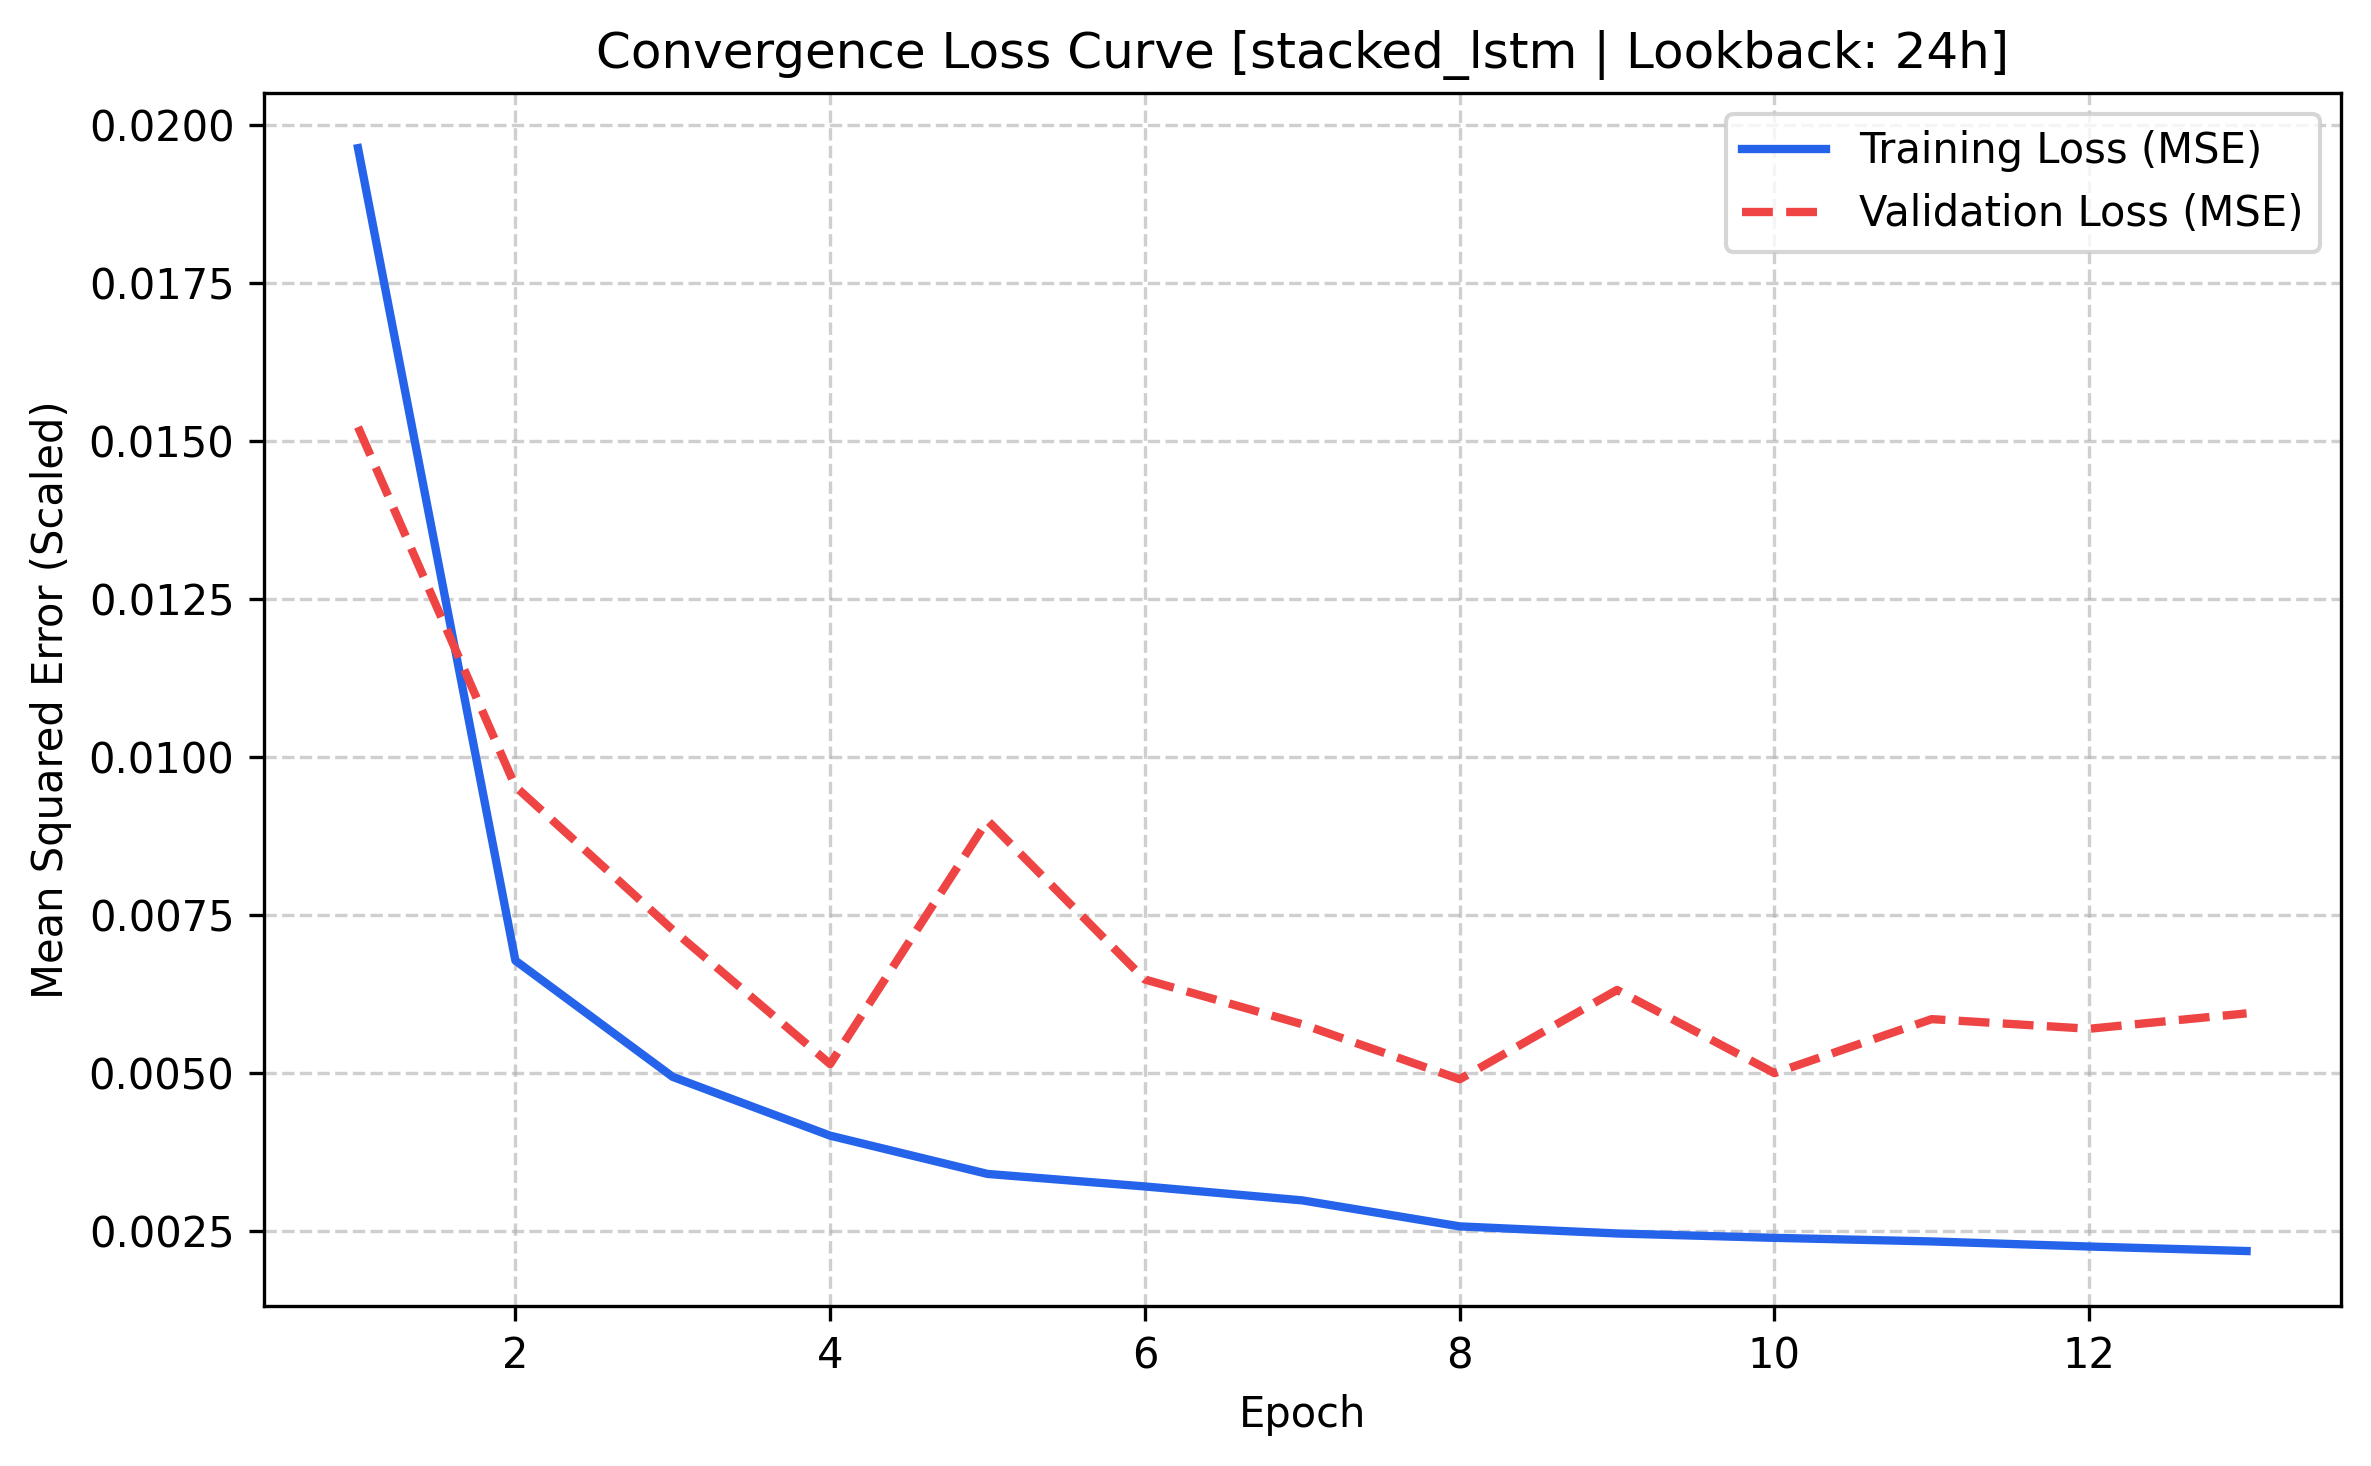 Convergence Loss Curve [stacked_lstm | Lookback: 24h]
Training Loss (MSE)
Validation Loss (MSE)
Mean Squared Error (Scaled)
0.0200
0.0175
0.0150
0.0125
0.0100
0.0075
0.0050
0.0025
2 4 6 8 10 12
Epoch